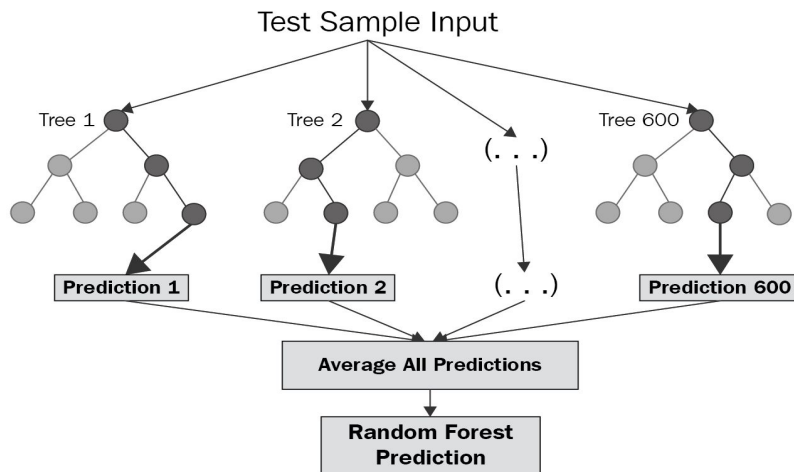 Test Sample Input
Tree 1
Tree 2
Tree 600
(. . .)
Prediction 1
Prediction 2
(. . .)
Prediction 600
Average All Predictions
Random Forest
Prediction